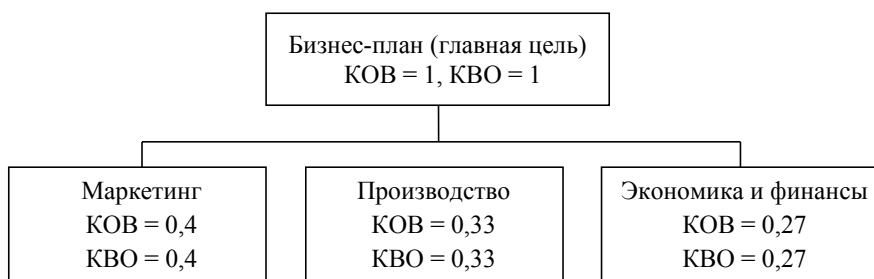 Бизнес-план (главная цель)
КОВ = 1, КВО = 1
Маркетинг
КОВ = 0,4
КВО = 0,4
Производство
КОВ = 0,33
КВО = 0,33
Экономика и финансы
КОВ = 0,27
КВО = 0,27